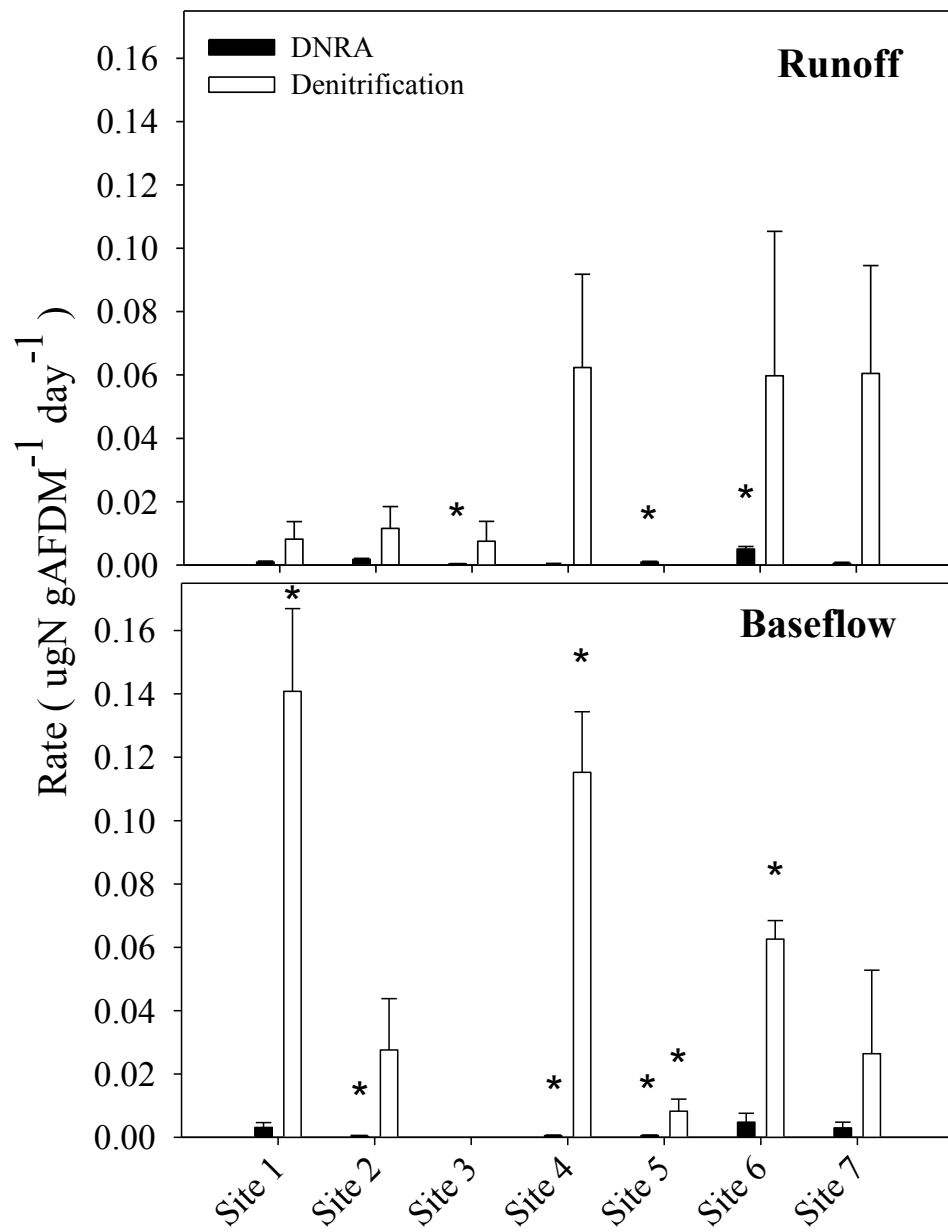 DNRA
Denitrification
Runoff
0.16
0.14
0.12
0.10
0.08
0.06
0.04
0.02
0.00
*
*
*
Rate ( ugN gAFDM⁻¹ day⁻¹ )
Baseflow
0.16
0.14
0.12
0.10
0.08
0.06
0.04
0.02
0.00
*
*
*
*
*
*
*
Site 1
Site 2
Site 3
Site 4
Site 5
Site 6
Site 7